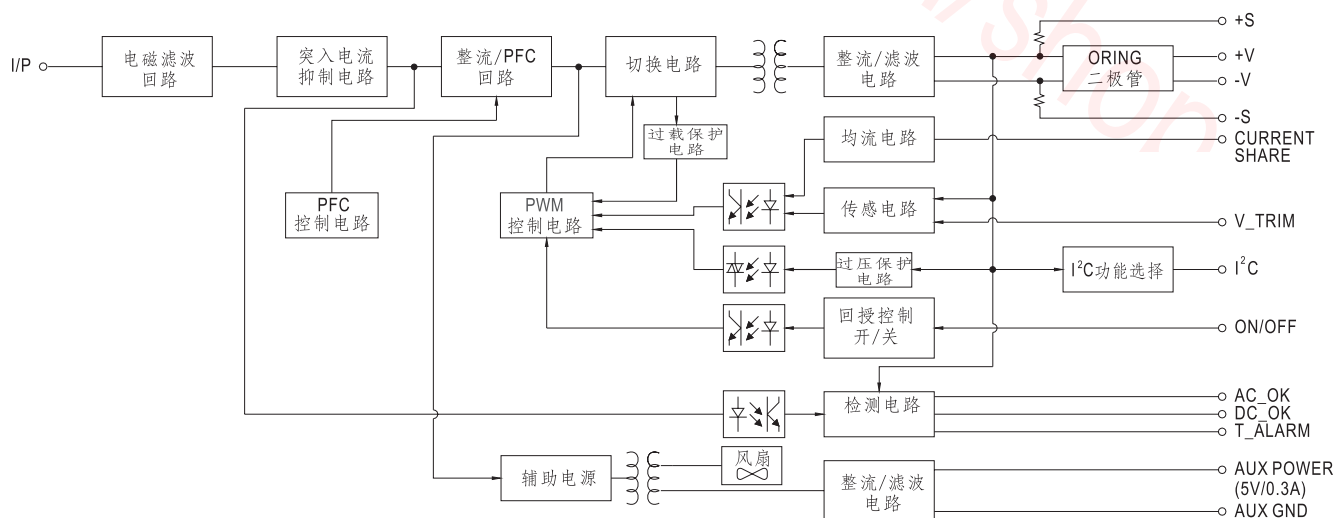 I/P
电磁滤波
回路
突入电流
抑制电路
整流/PFC
回路
切换电路
整流/滤波
电路
ORING
二极管
+S
+V
-V
-S
过载保护
电路
均流电路
CURRENT
SHARE
PFC
控制电路
PWM
控制电路
传感电路
V_TRIM
过压保护
电路
I²C功能选择
I²C
回授控制
开/关
ON/OFF
检测电路
AC_OK
DC_OK
T_ALARM
辅助电源
风扇
整流/滤波
电路
AUX POWER
(5V/0.3A)
AUX GND